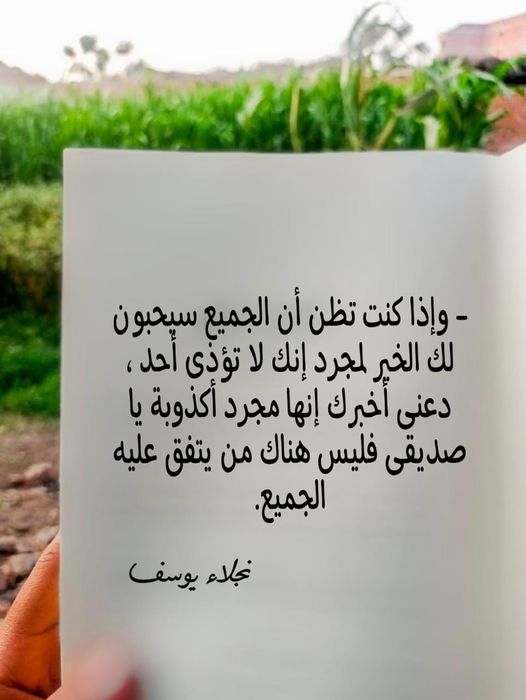 - وإذا كنت تظن أن الجميع سيحبون
لك الخير لمجرد إنك لا تؤذى أحد ،
دعنى أخبرك إنها مجرد أكذوبة يا
صديقى فليس هناك من يتفق عليه
الجميع.
نجلاء يوسف